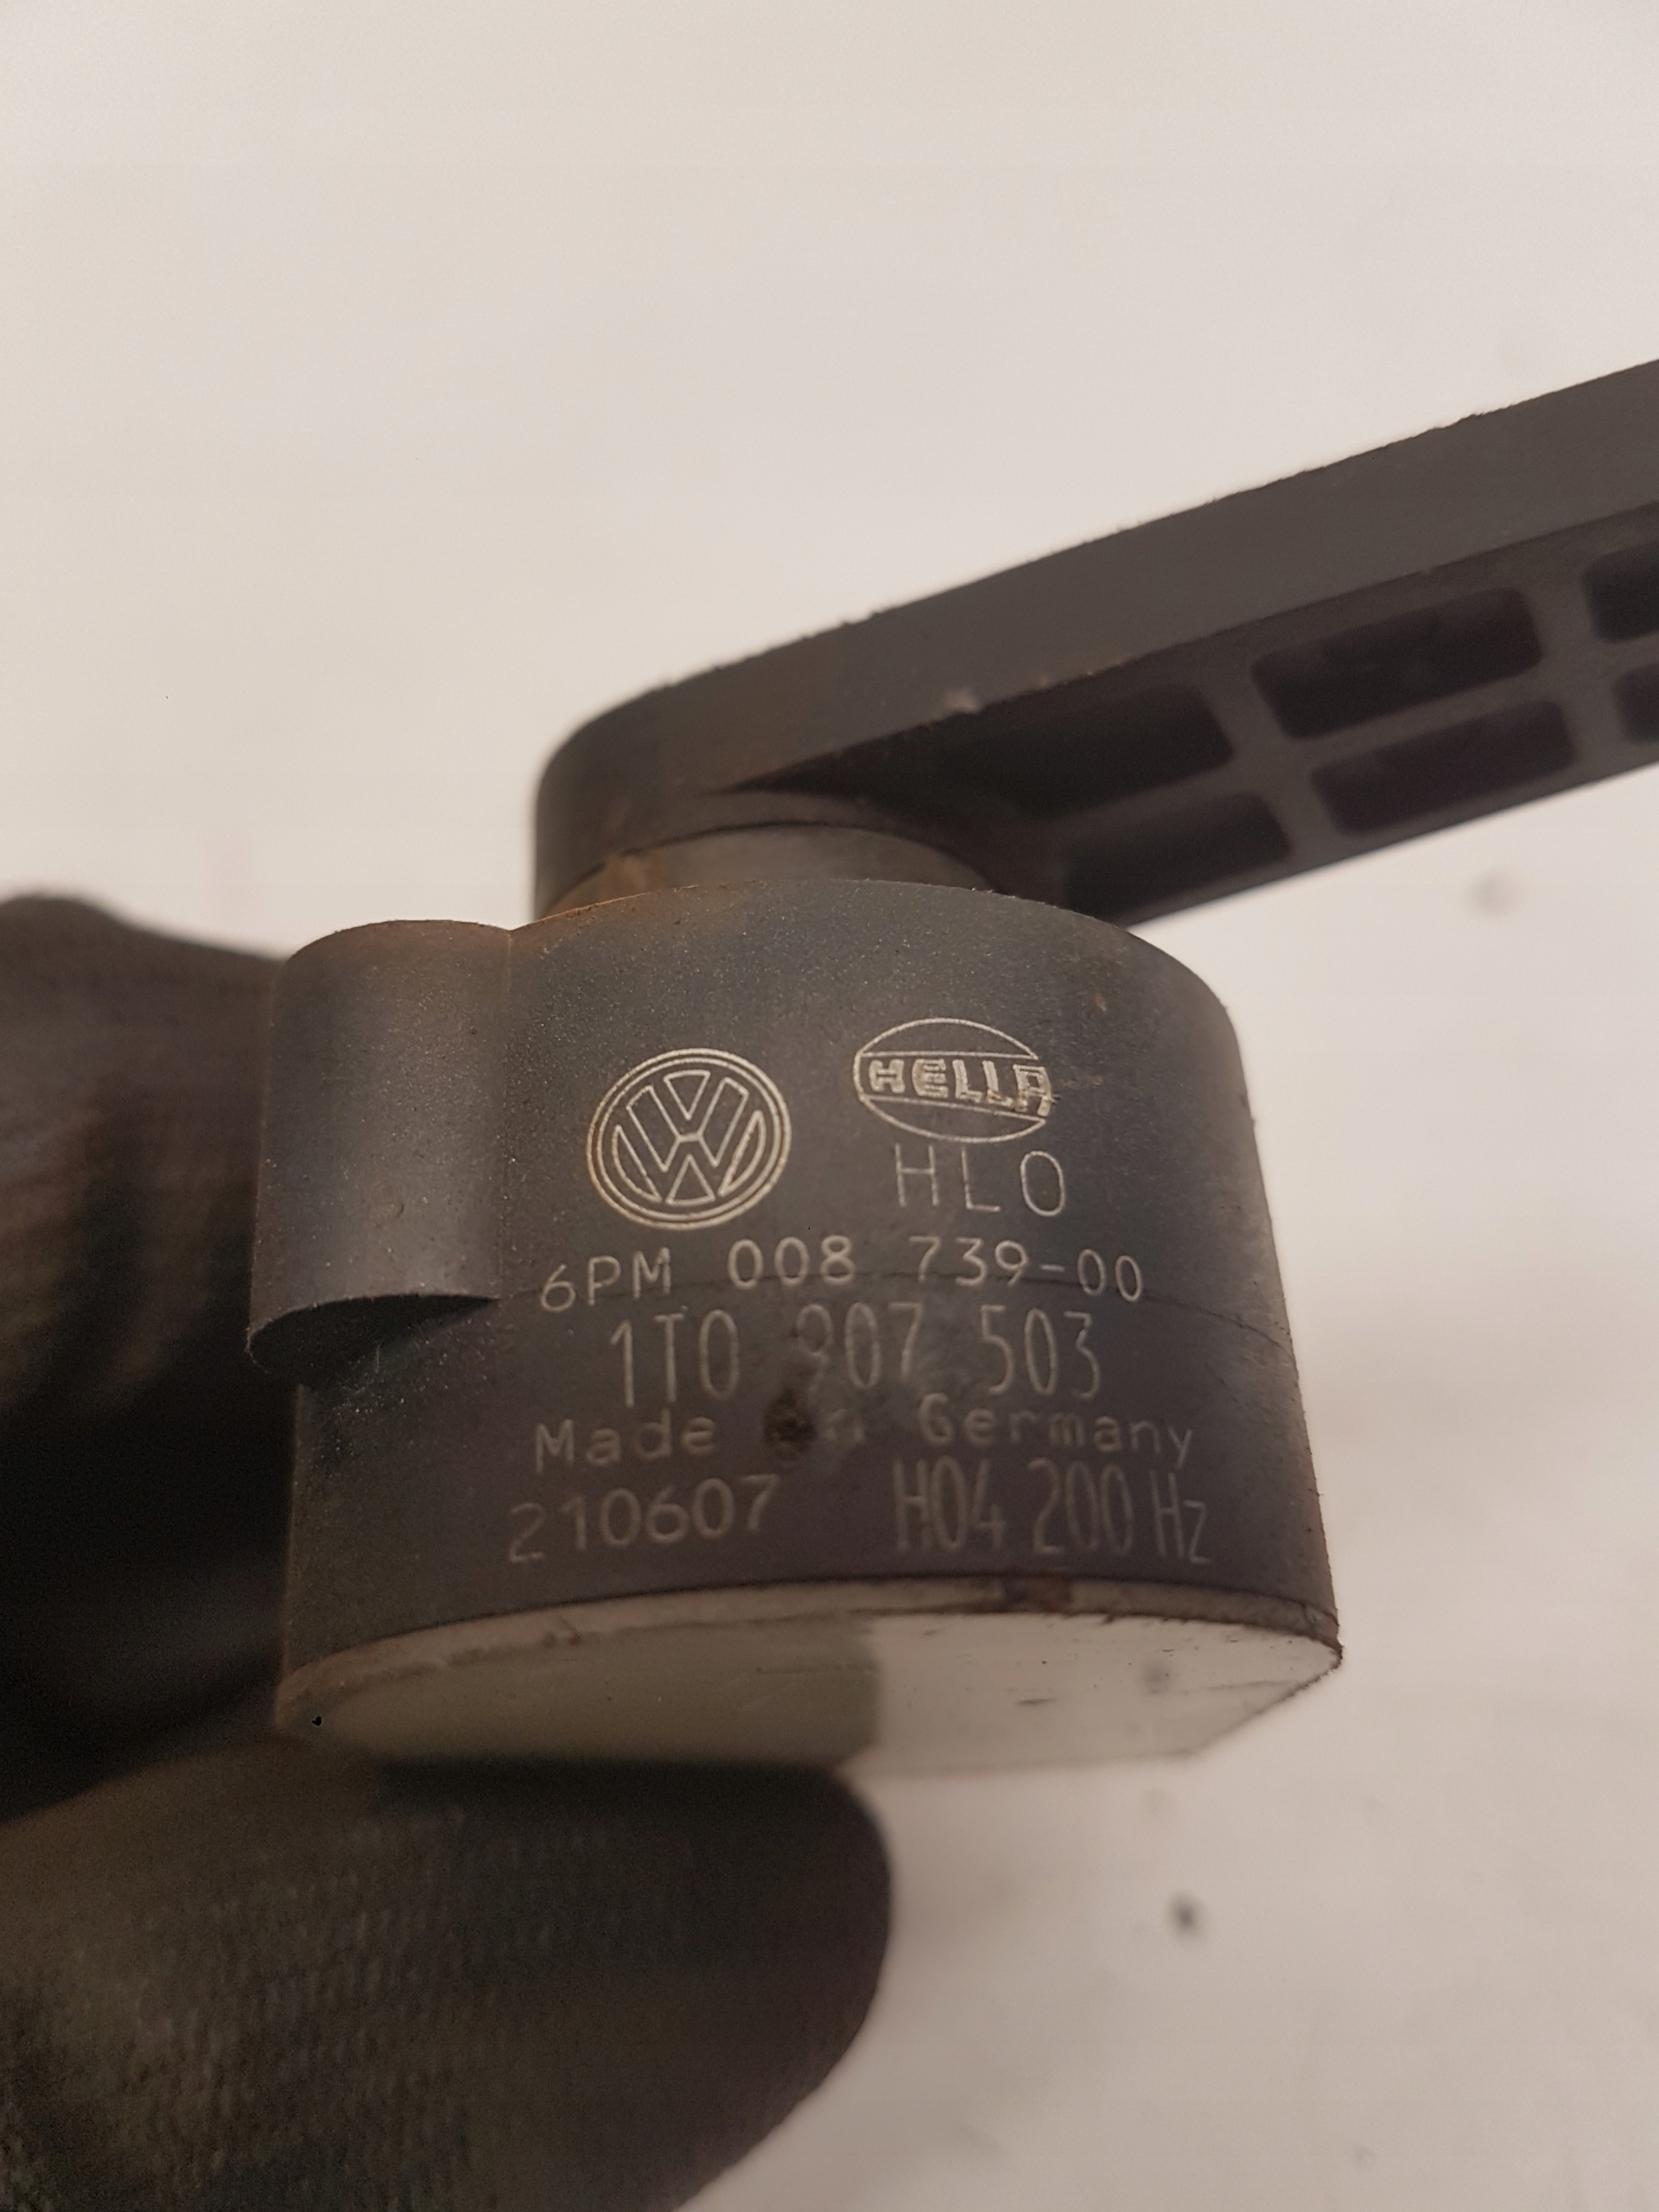 HELLA
HLO
6PM 008 739-00
1T0 907 503
Made in Germany
210607 H04 200 Hz